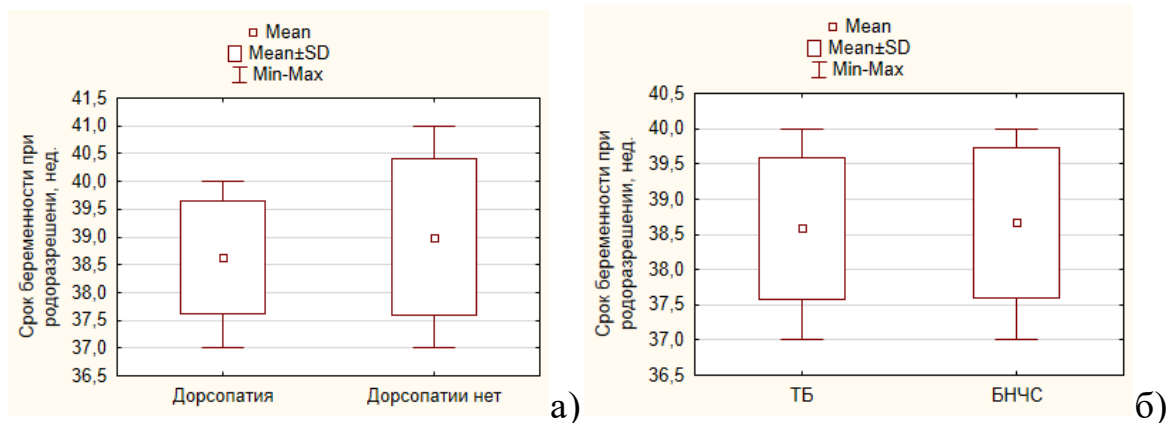 Mean
Mean±SD
Min-Max
Срок беременности при
родоразрешени, нед.
41,5
41,0
40,5
40,0
39,5
39,0
38,5
38,0
37,5
37,0
36,5
Дорсопатия
Дорсопатии нет
а)
Mean
Mean±SD
Min-Max
Срок беременности при
родоразрешении, нед.
40,5
40,0
39,5
39,0
38,5
38,0
37,5
37,0
36,5
ТБ
БНЧС
б)